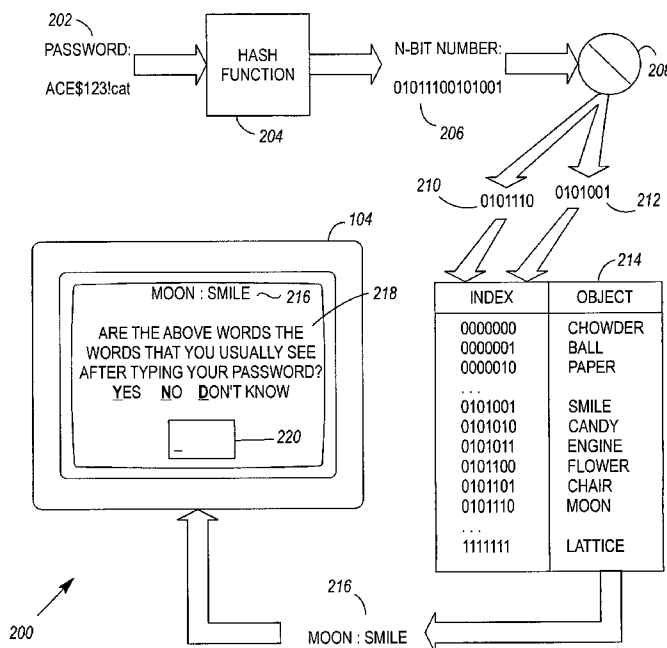 202
PASSWORD:
ACE$123!cat
HASH
FUNCTION
204
N-BIT NUMBER:
01011100101001
206
208
210
0101110
0101001
212
104
MOON : SMILE
216
218
ARE THE ABOVE WORDS THE
WORDS THAT YOU USUALLY SEE
AFTER TYPING YOUR PASSWORD?
YES NO DON'T KNOW
_
220
214
INDEX OBJECT
0000000 CHOWDER
0000001 BALL
0000010 PAPER
. . .
0101001 SMILE
0101010 CANDY
0101011 ENGINE
0101100 FLOWER
0101101 CHAIR
0101110 MOON
. . .
1111111 LATTICE
216
MOON : SMILE
200